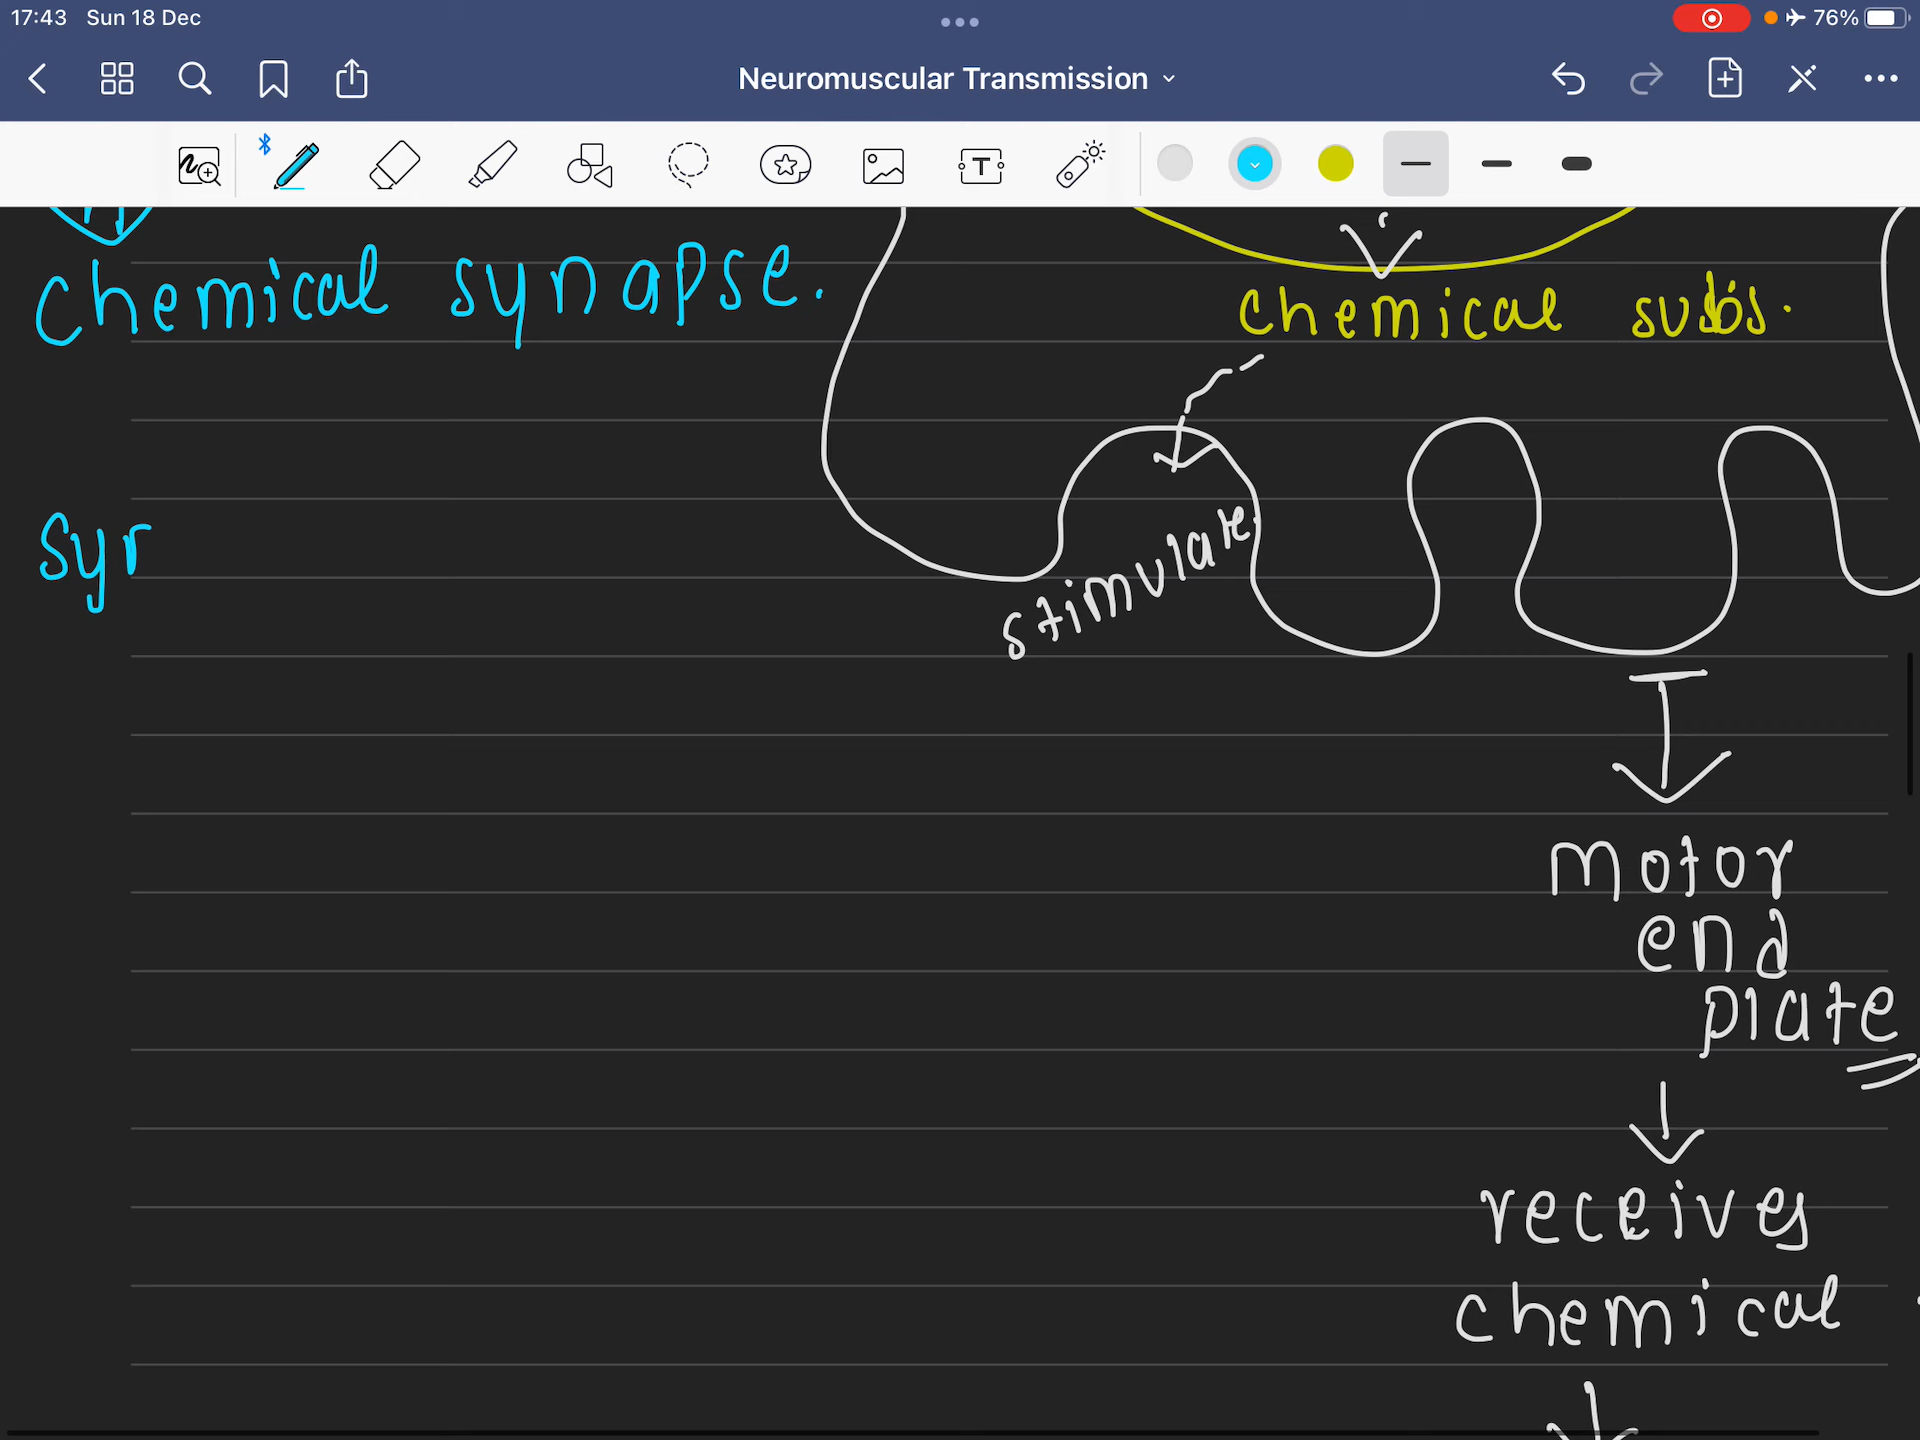 17:43 Sun 18 Dec
76%
Neuromuscular Transmission
T
Chemical synapse.
Chemical subs.
stimulate
Syr
Motor
end
plate
receives
chemical